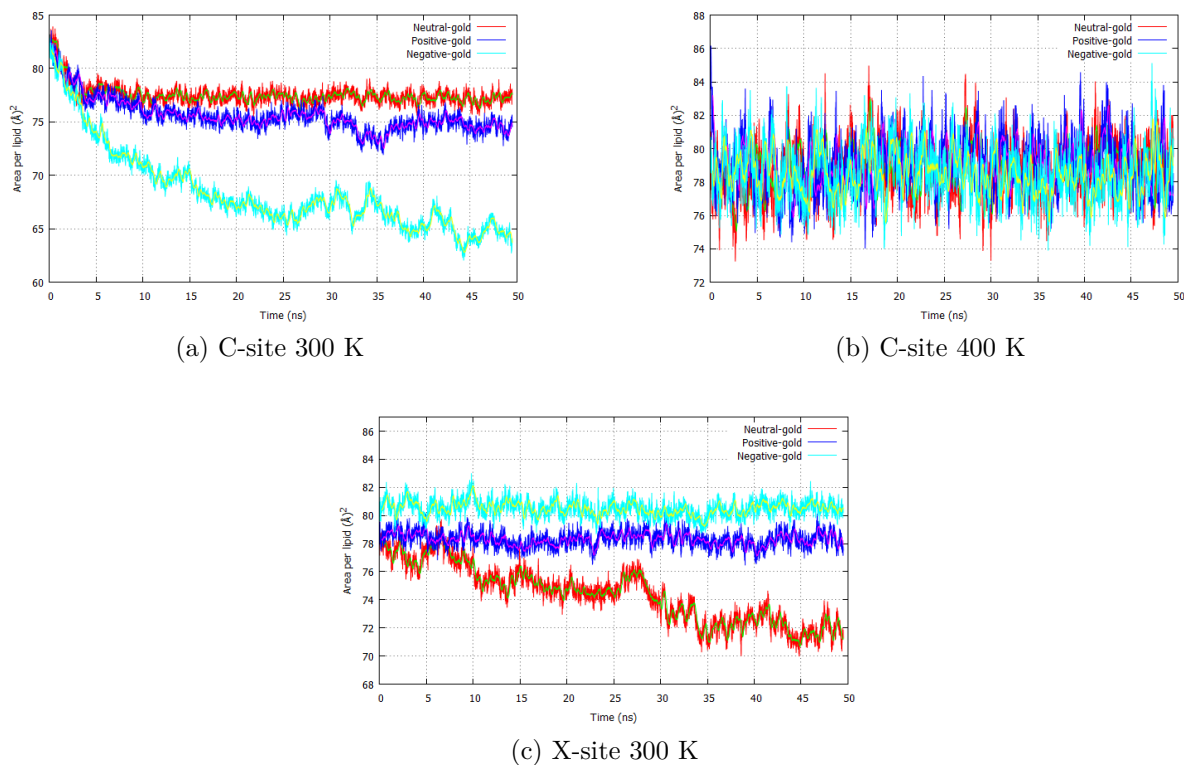 Neutral-gold
Positive-gold
Negative-gold
Area per lipid (Å)²
85
80
75
70
65
60
0 5 10 15 20 25 30 35 40 45 50
Time (ns)
(a) C-site 300 K
Neutral-gold
Positive-gold
Negative-gold
Area per lipid (Å)²
88
86
84
82
80
78
76
74
72
0 5 10 15 20 25 30 35 40 45 50
Time (ns)
(b) C-site 400 K
Neutral-gold
Positive-gold
Negative-gold
Area per lipid (Å)²
86
84
82
80
78
76
74
72
70
68
0 5 10 15 20 25 30 35 40 45 50
Time (ns)
(c) X-site 300 K